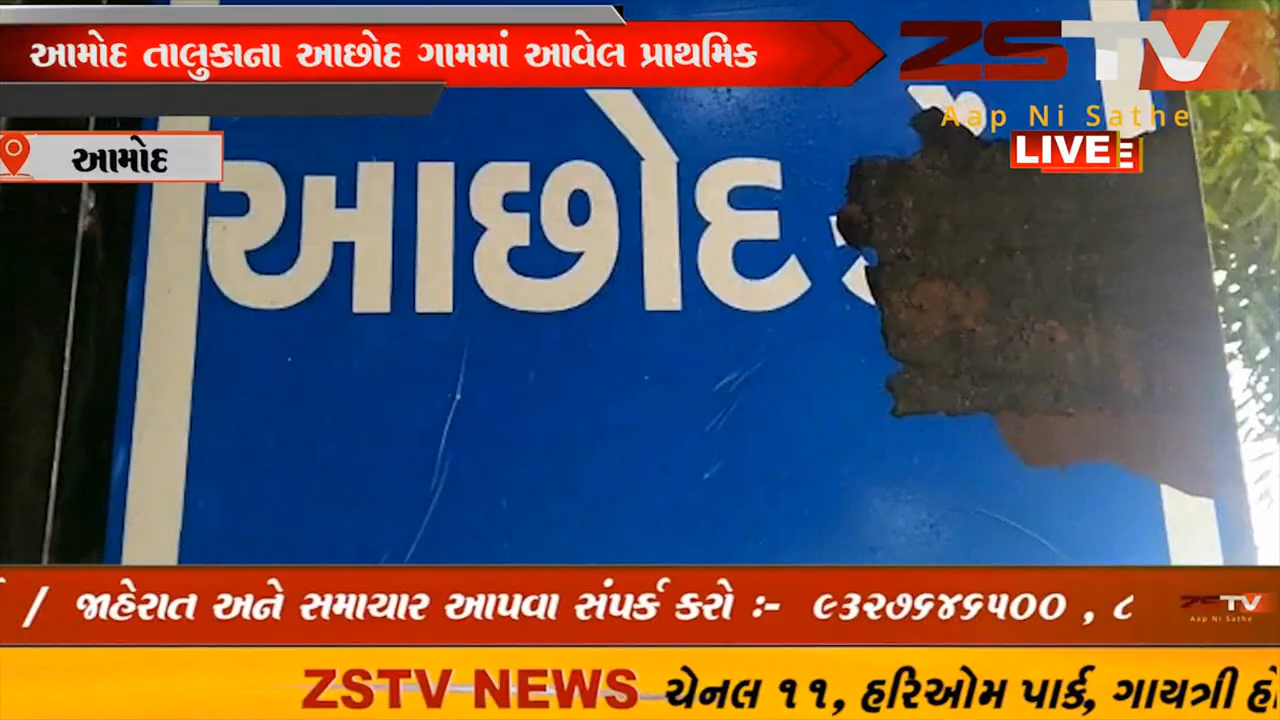 આમોદ તાલુકાના આછોદ ગામમાં આવેલ પ્રાથમિક
ZSTV
Aap Ni Sathe
LIVE
આમોદ
આછોદ
/ જાહેરાત અને સમાચાર આપવા સંપર્ક કરો :- ૯૩૨૭૬૪૬૫૦૦ , ૮
ZSTV
Aap Ni Sathe
ZSTV NEWS ચેનલ ૧૧, હરિઓમ પાર્ક, ગાયત્રી